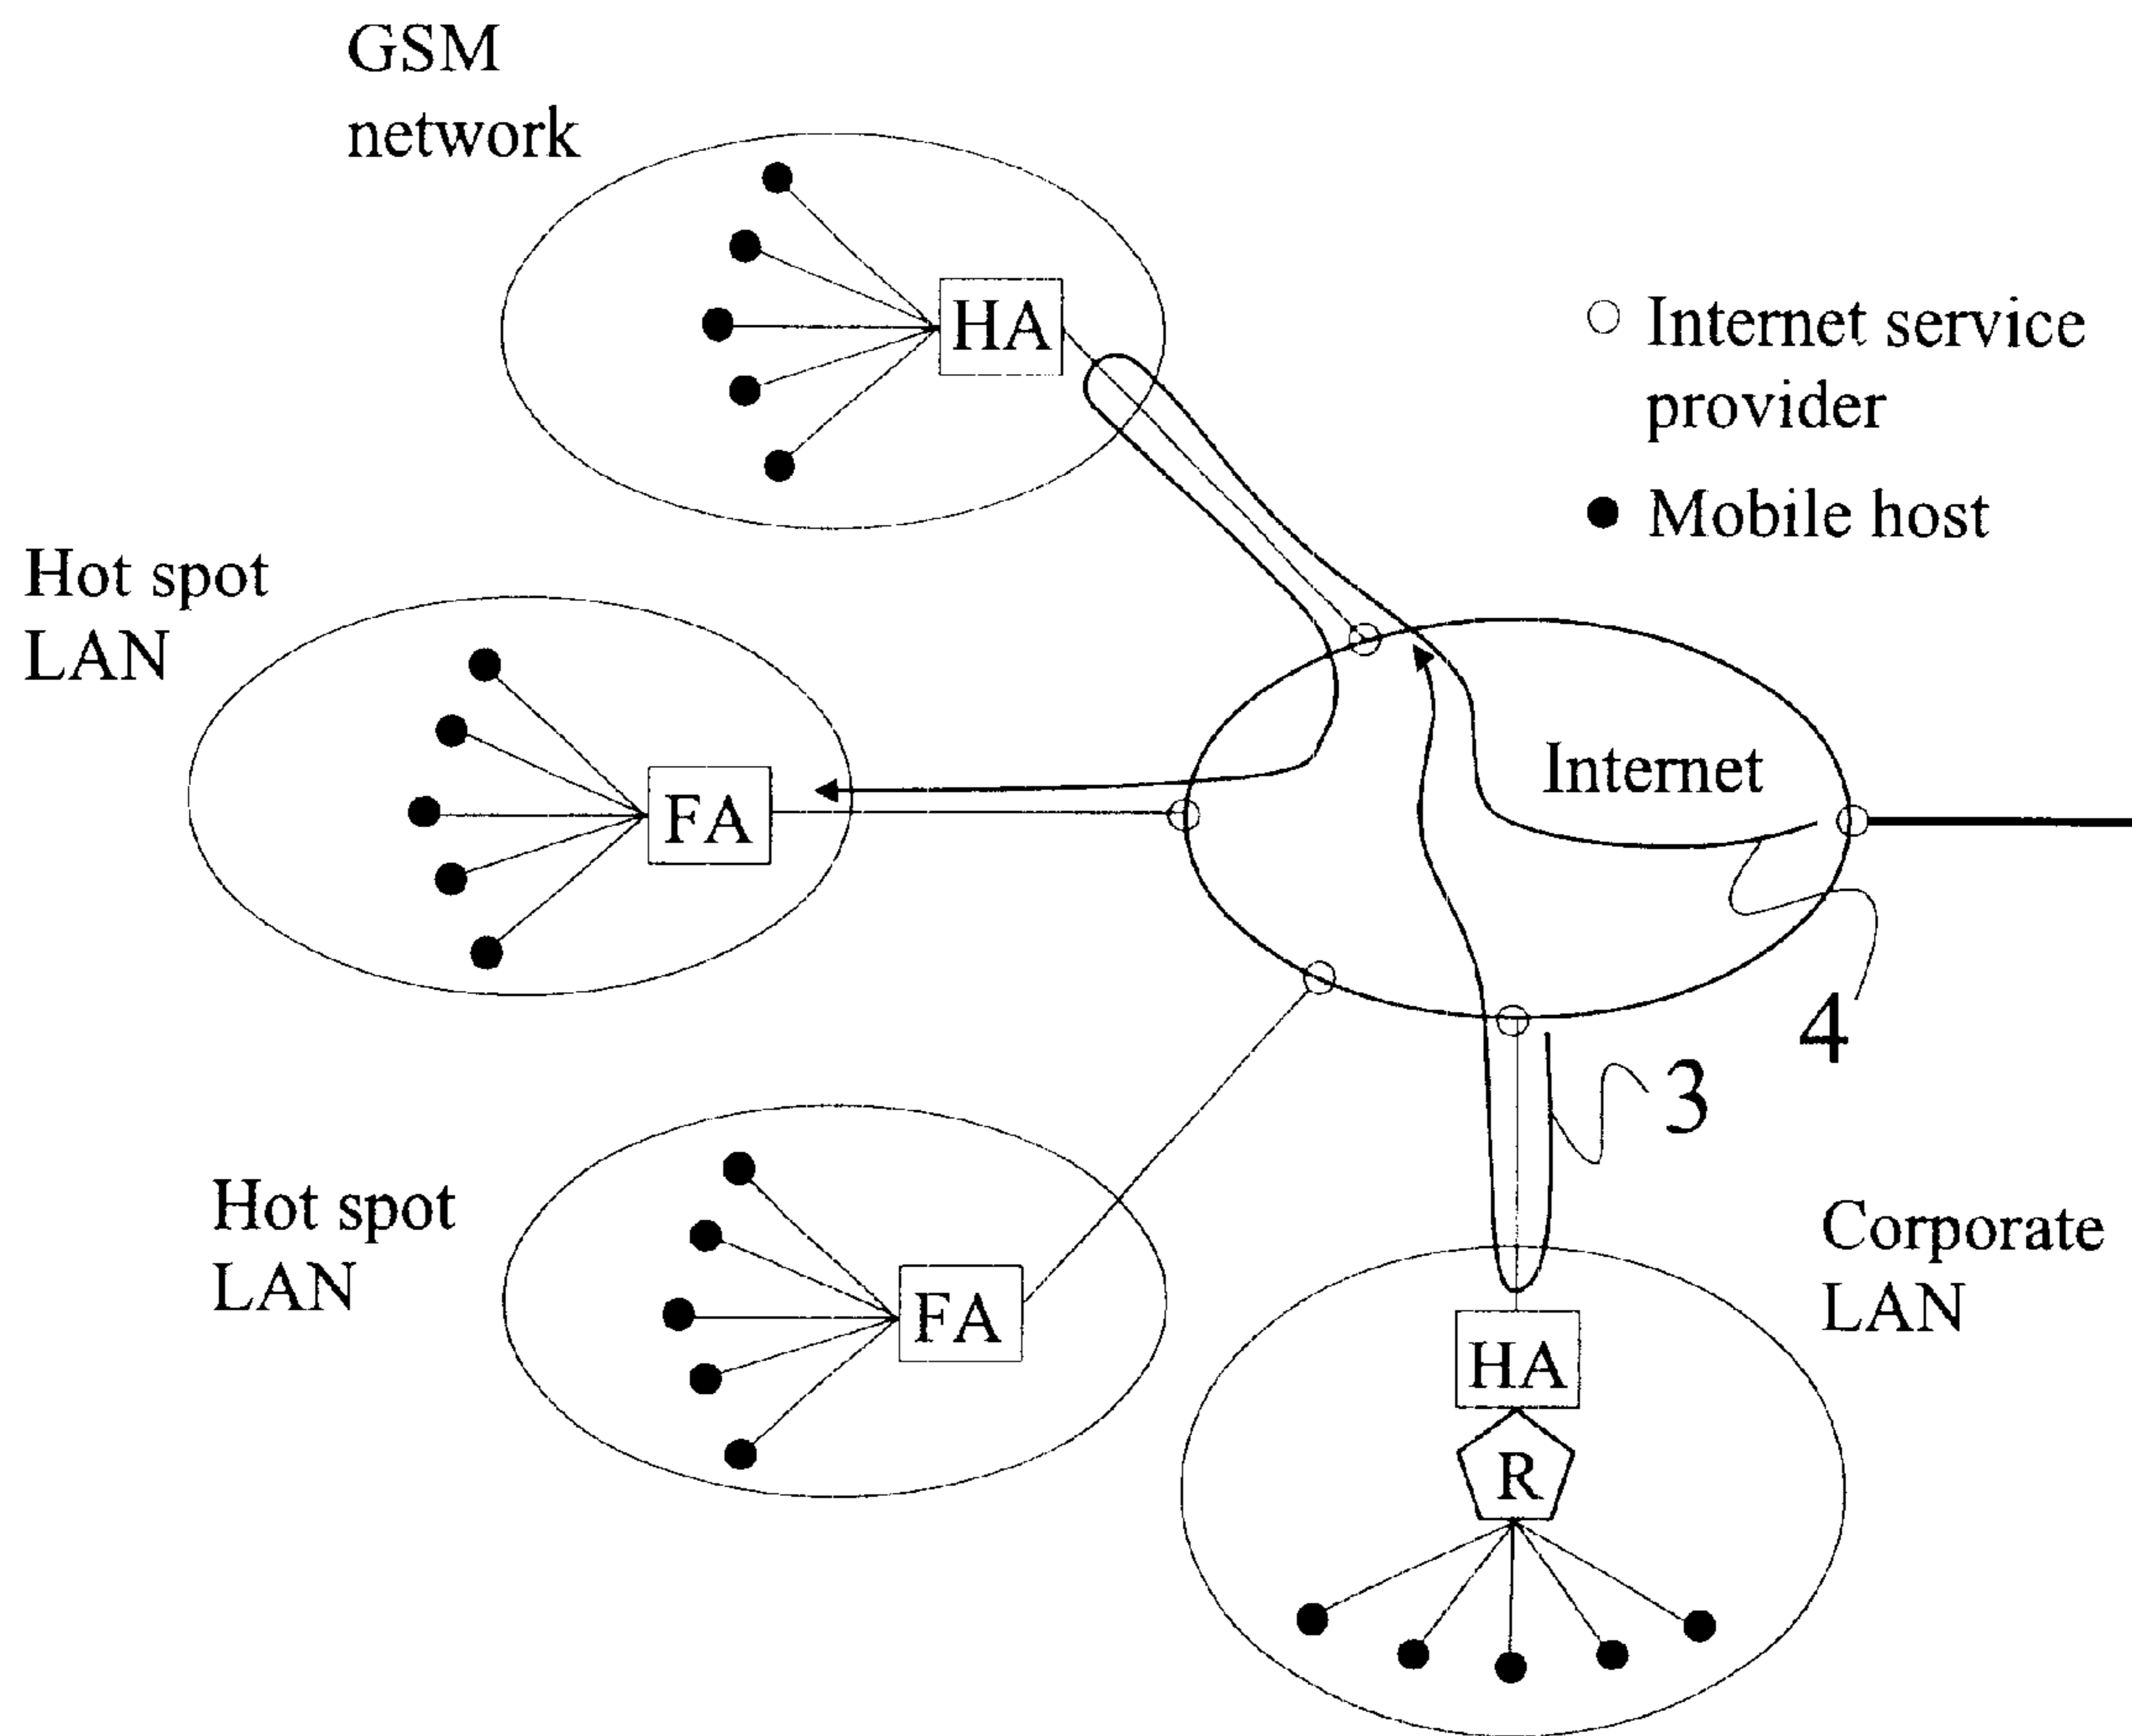 GSM
network
HA
Internet service
provider
Mobile host
Hot spot
LAN
FA
Internet
4
3
Hot spot
LAN
FA
Corporate
LAN
HA
R